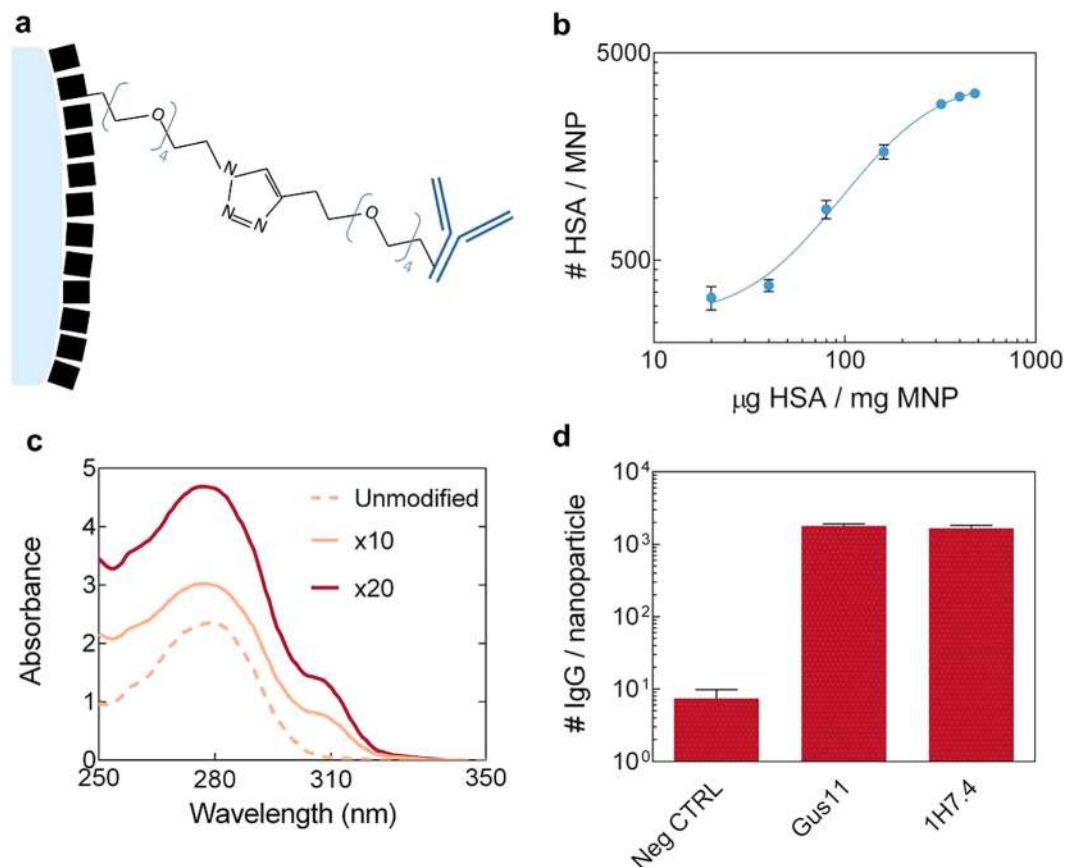 a
O
4
N
N=N
O
4
b
5000
500
# HSA / MNP
10
100
1000
μg HSA / mg MNP
c
5
4
3
2
1
0
Absorbance
Unmodified
x10
x20
250
280
310
350
Wavelength (nm)
d
10⁴
10³
10²
10¹
10⁰
# IgG / nanoparticle
Neg CTRL
Gus11
1H7.4